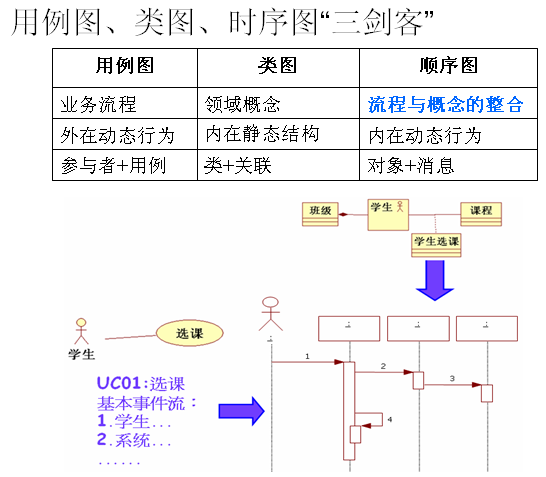 用例图、类图、时序图“三剑客”
用例图 类图 顺序图
业务流程 领域概念 流程与概念的整合
外在动态行为 内在静态结构 内在动态行为
参与者+用例 类+关联 对象+消息
班级 学生 课程
学生选课
选课
学生
UC01:选课
基本事件流：
1.学生...
2.系统...
......
1
2
3
4